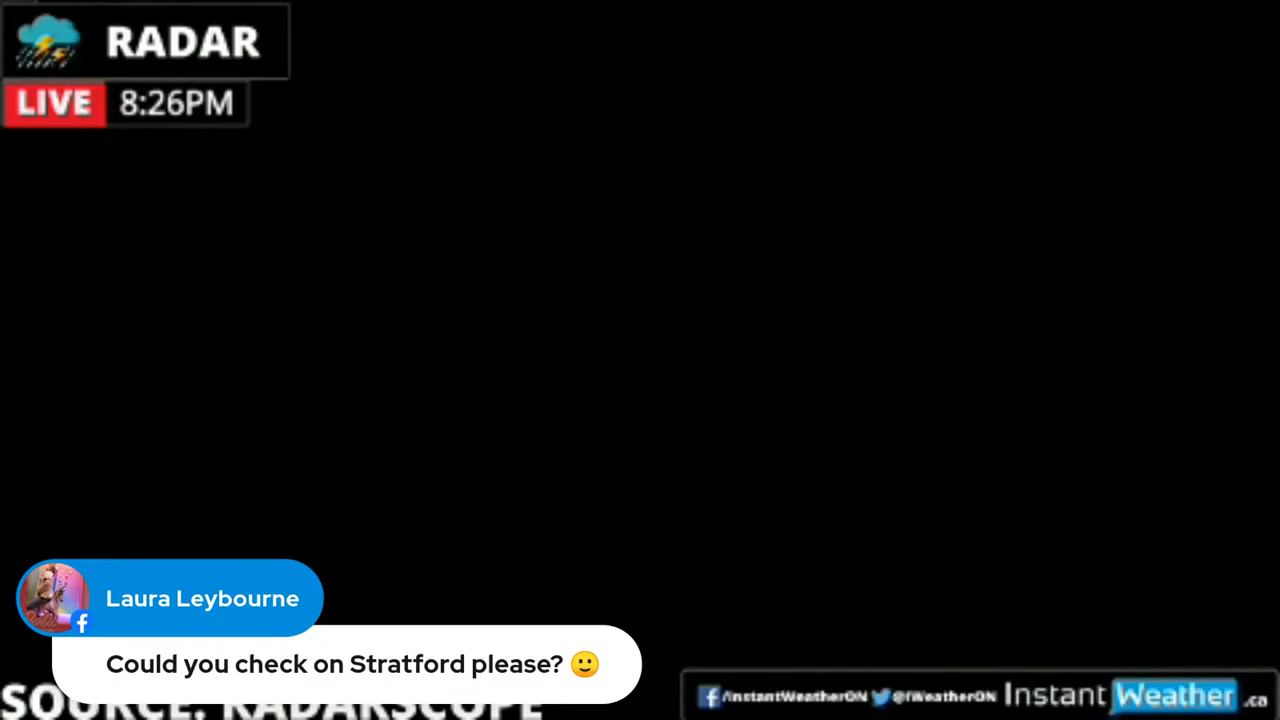 RADAR
LIVE 8:26PM
Laura Leybourne
Could you check on Stratford please? 🙂
SOURCE: RADARSCOPE
f/InstantWeatherON @IWeatherON Instant Weather .ca